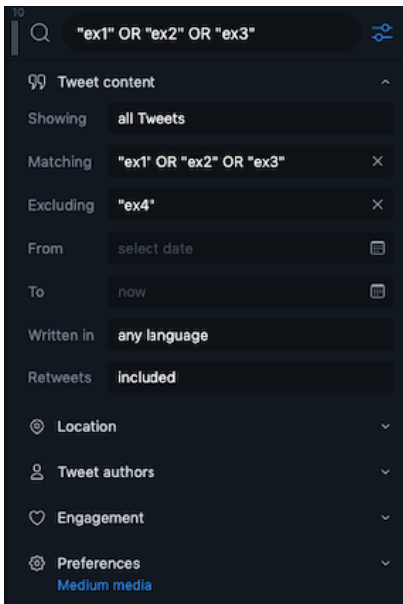 10
"ex1" OR "ex2" OR "ex3"
Tweet content
Showing all Tweets
Matching "ex1" OR "ex2" OR "ex3"
Excluding "ex4"
From select date
To now
Written in any language
Retweets included
Location
Tweet authors
Engagement
Preferences
Medium media